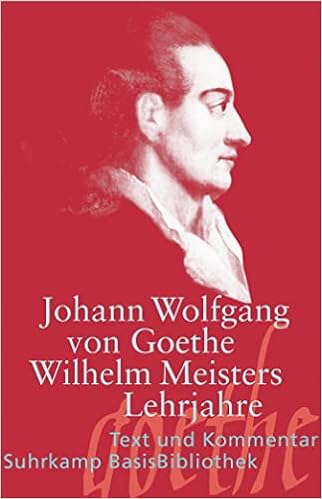 Johann Wolfgang
von Goethe
Wilhelm Meisters
Lehrjahre
goethe
Text und Kommentar
Suhrkamp BasisBibliothek